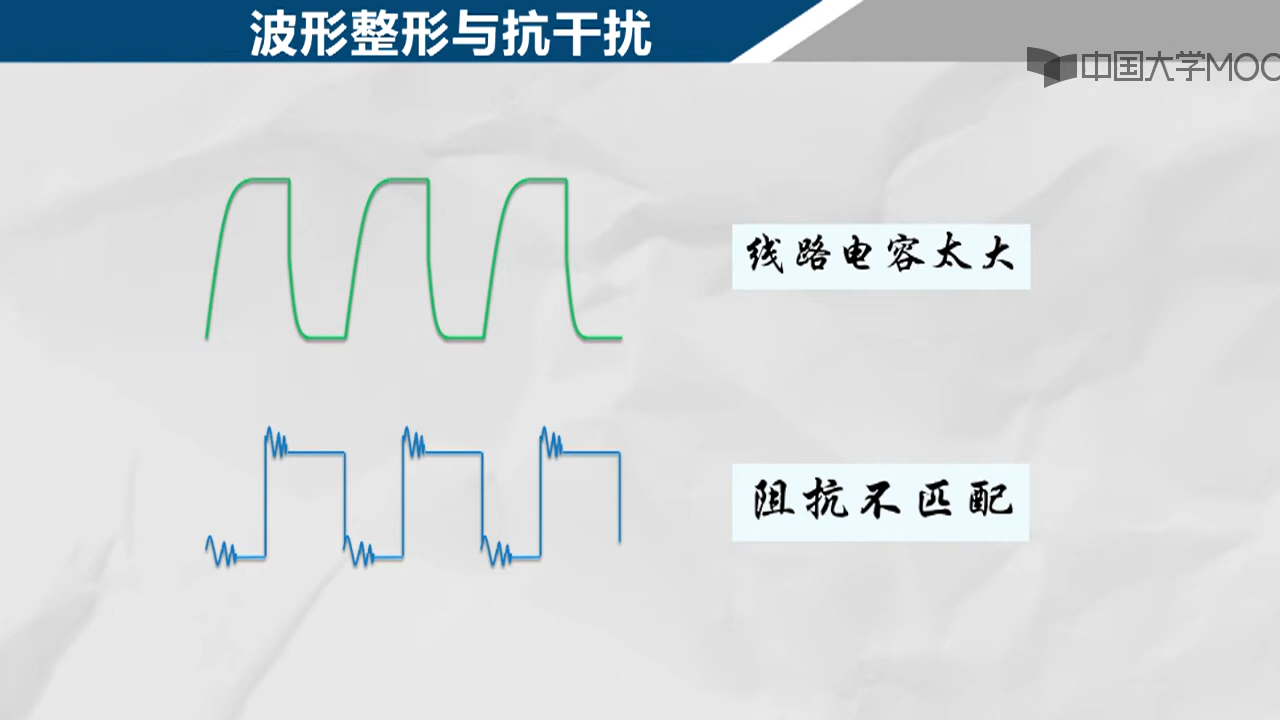 波形整形与抗干扰
中国大学MOC
线路电容太大
阻抗不匹配